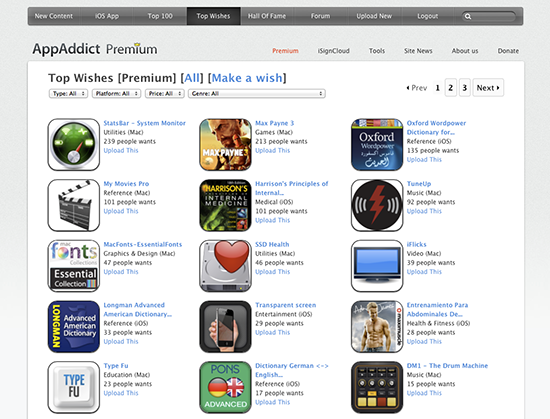 New Content iOS App Top 100 Top Wishes Hall Of Fame Forum Upload New Logout
AppAddict Premium
Premium iSignCloud Tools Site News About us Donate
Top Wishes [Premium] [All] [Make a wish]
Prev 1 2 3 Next
Type: All Platform: All Price: All Genre: All
StatsBar - System Monitor
Utilities (Mac)
239 people wants
Upload This
MAX PAYNE 3
Max Payne 3
Games (Mac)
213 people wants
Upload This
Oxford
Wordpower
Oxford Wordpower
Dictionary for...
Reference (iOS)
135 people wants
Upload This
My Movies Pro
Reference (Mac)
101 people wants
Upload This
HARRISON'S
INTERNAL
MEDICINE
Harrison's Principles of
Internal...
Medical (iOS)
101 people wants
Upload This
TuneUp
Music (Mac)
92 people wants
Upload This
mac
fonts
Essential
Collection
MacFonts-EssentialFonts
Graphics & Design (Mac)
47 people wants
Upload This
SSD Health
Utilities (Mac)
46 people wants
Upload This
iFlicks
Video (Mac)
39 people wants
Upload This
LONGMAN
Advanced
American
Dictionary
Longman Advanced
American Dictionary
Reference (iOS)
33 people wants
Upload This
Transparent screen
Entertainment (iOS)
29 people wants
Upload This
Entrenamiento Para
Abdominales De...
Health & Fitness (iOS)
28 people wants
Upload This
TYPE
FU
Type Fu
Education (Mac)
23 people wants
Upload This
PONS
ADVANCED
Dictionary German <->
English...
Reference (iOS)
17 people wants
Upload This
DM1 - The Drum Machine
Music (Mac)
15 people wants
Upload This